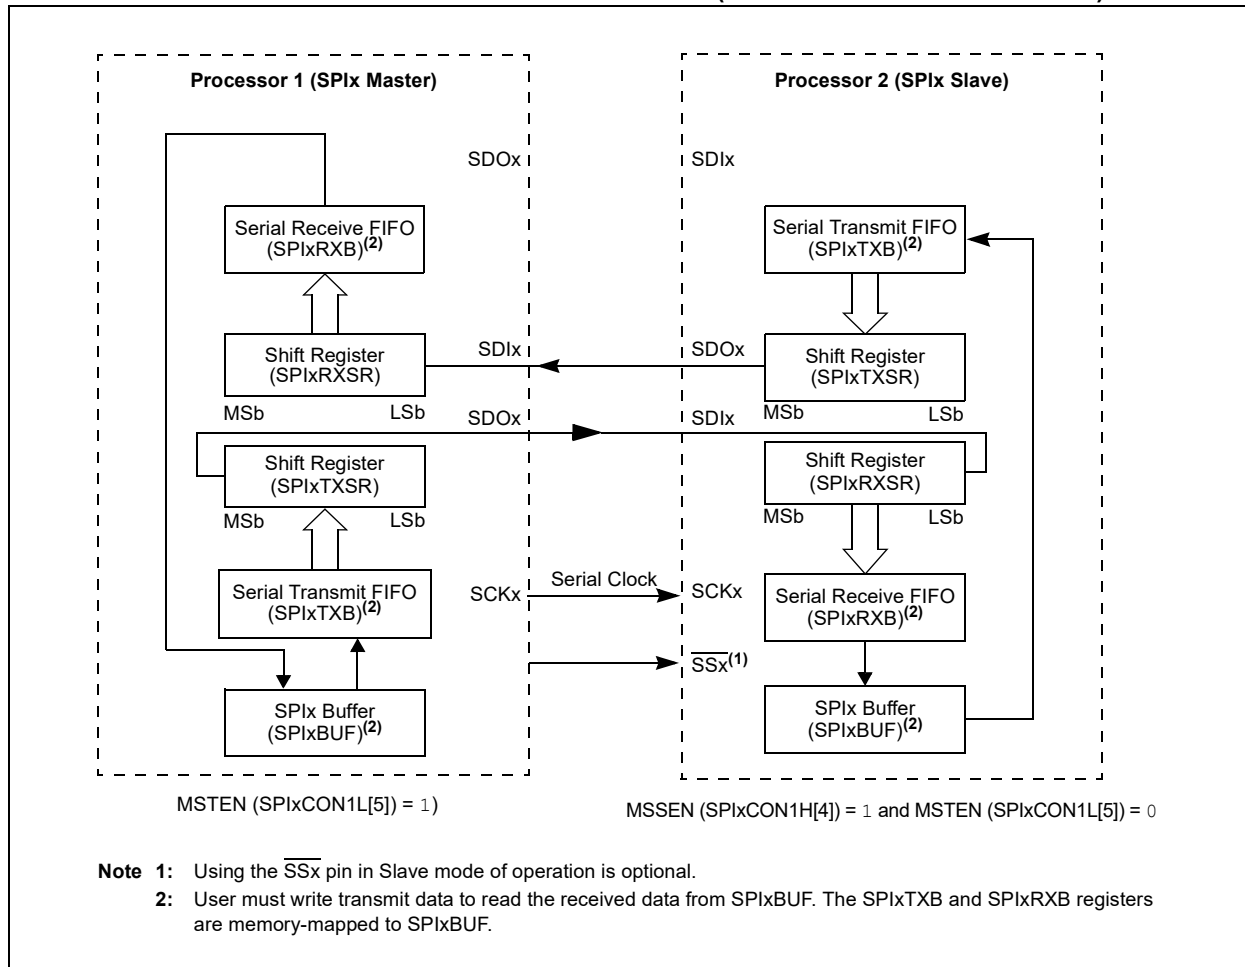 Processor 1 (SPIx Master)
SDOx
Serial Receive FIFO
(SPIxRXB)(2)
Shift Register
(SPIxRXSR)
SDIx
MSb
LSb
SDOx
Shift Register
(SPIxTXSR)
MSb
LSb
Serial Transmit FIFO
(SPIxTXB)(2)
SCKx
Serial Clock
SPIx Buffer
(SPIxBUF)(2)
MSTEN (SPIxCON1L[5]) = 1)
Processor 2 (SPIx Slave)
SDIx
Serial Transmit FIFO
(SPIxTXB)(2)
SDOx
Shift Register
(SPIxTXSR)
MSb
LSb
SDIx
Shift Register
(SPIxRXSR)
MSb
LSb
SCKx
Serial Receive FIFO
(SPIxRXB)(2)
SSx(1)
SPIx Buffer
(SPIxBUF)(2)
MSSEN (SPIxCON1H[4]) = 1 and MSTEN (SPIxCON1L[5]) = 0
Note 1: Using the SSx pin in Slave mode of operation is optional.
2: User must write transmit data to read the received data from SPIxBUF. The SPIxTXB and SPIxRXB registers
are memory-mapped to SPIxBUF.